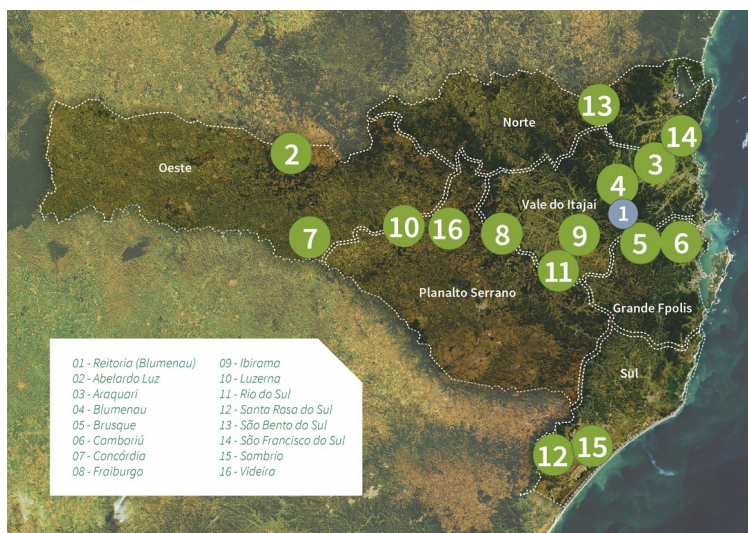 Norte
13
14
Oeste
2
3
4
Vale do Itajaí
1
7
10
16
8
9
5
6
11
Planalto Serrano
Grande Fpolis
Sul
12
15
01 - Reitoria (Blumenau)
02 - Abelardo Luz
03 - Araquari
04 - Blumenau
05 - Brusque
06 - Camboriú
07 - Concórdia
08 - Fraiburgo
09 - Ibirama
10 - Luzerna
11 - Rio do Sul
12 - Santa Rosa do Sul
13 - São Bento do Sul
14 - São Francisco do Sul
15 - Sombrio
16 - Videira